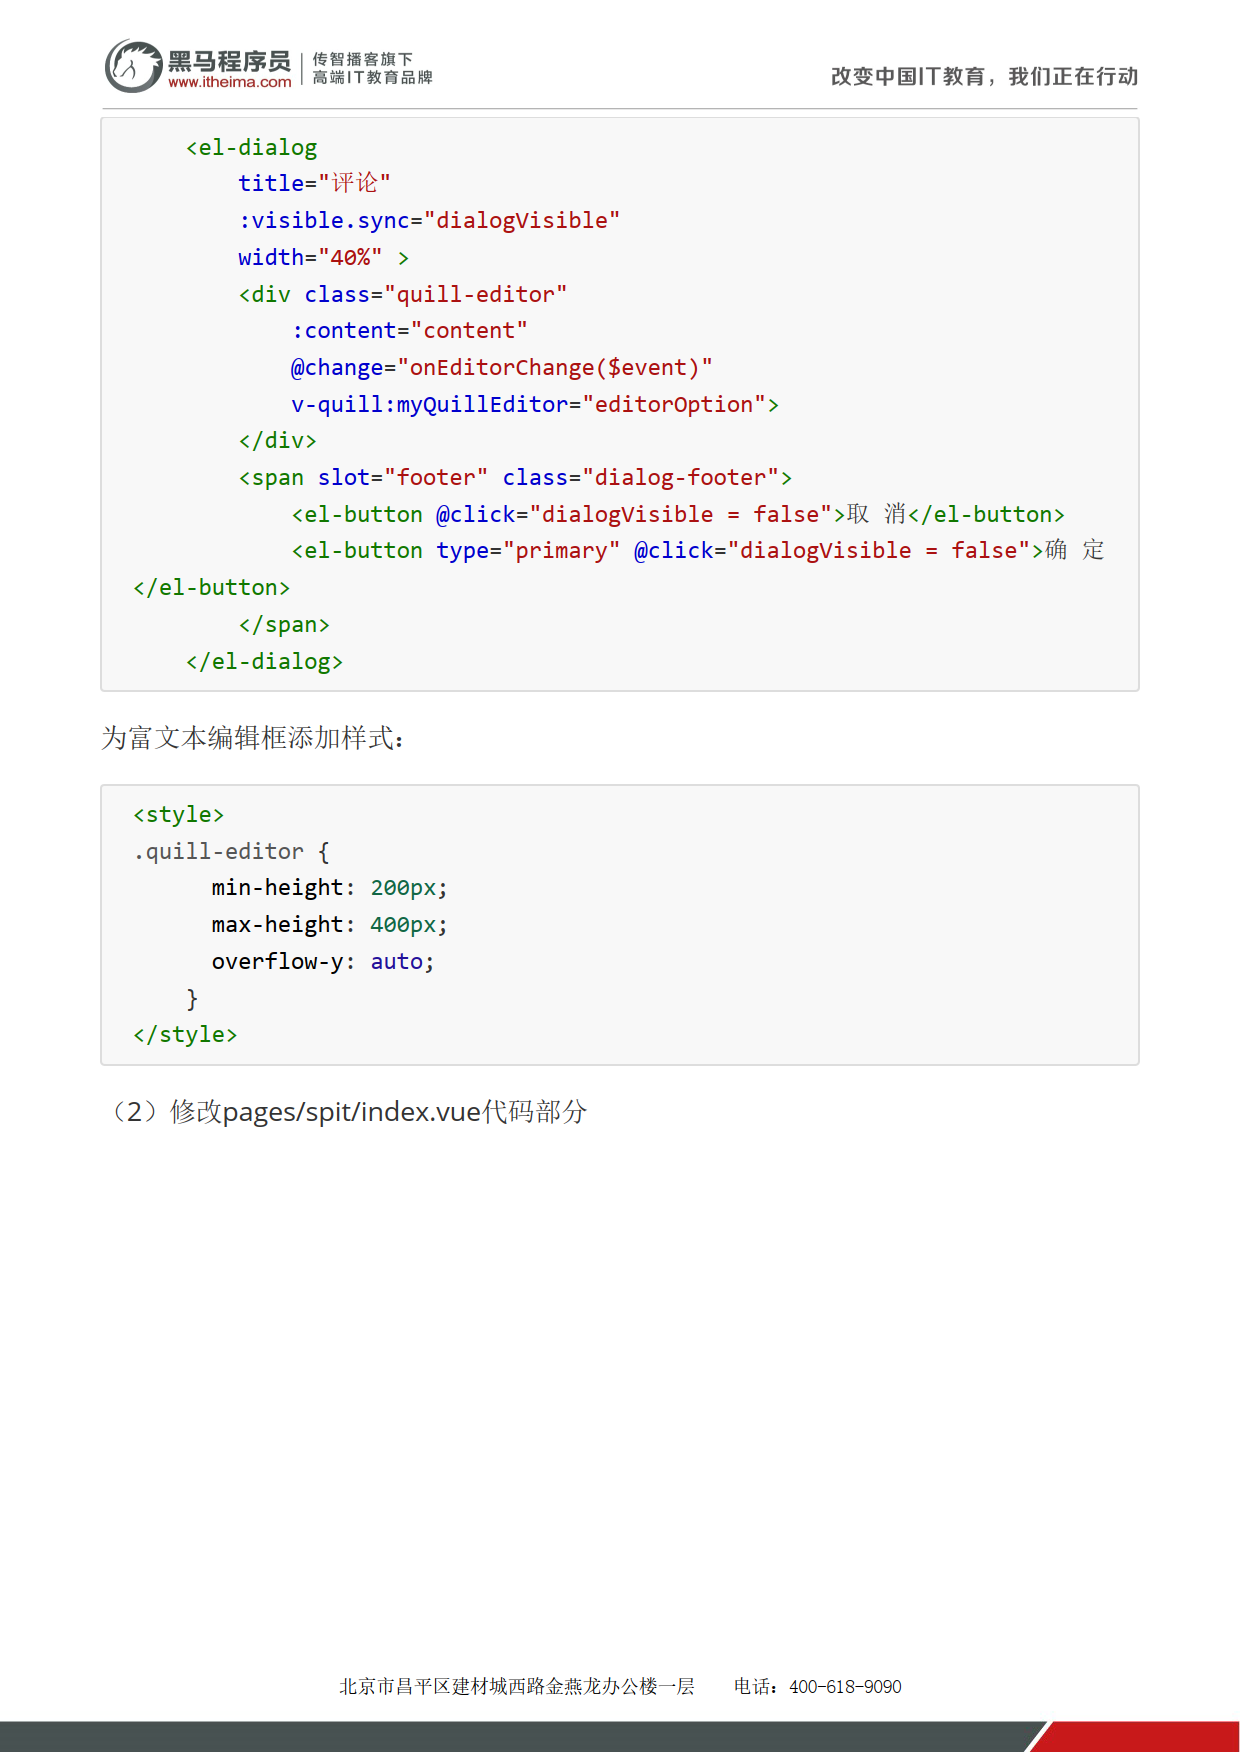 黑马程序员
www.itheima.com
传智播客旗下
高端IT教育品牌
改变中国IT教育，我们正在行动
    <el-dialog
        title="评论"
        :visible.sync="dialogVisible"
        width="40%" >
        <div class="quill-editor"
            :content="content"
            @change="onEditorChange($event)"
            v-quill:myQuillEditor="editorOption">
        </div>
        <span slot="footer" class="dialog-footer">
            <el-button @click="dialogVisible = false">取 消</el-button>
            <el-button type="primary" @click="dialogVisible = false">确 定
</el-button>
        </span>
    </el-dialog>
为富文本编辑框添加样式：
<style>
.quill-editor {
      min-height: 200px;
      max-height: 400px;
      overflow-y: auto;
    }
</style>
（2）修改pages/spit/index.vue代码部分
北京市昌平区建材城西路金燕龙办公楼一层 电话：400-618-9090